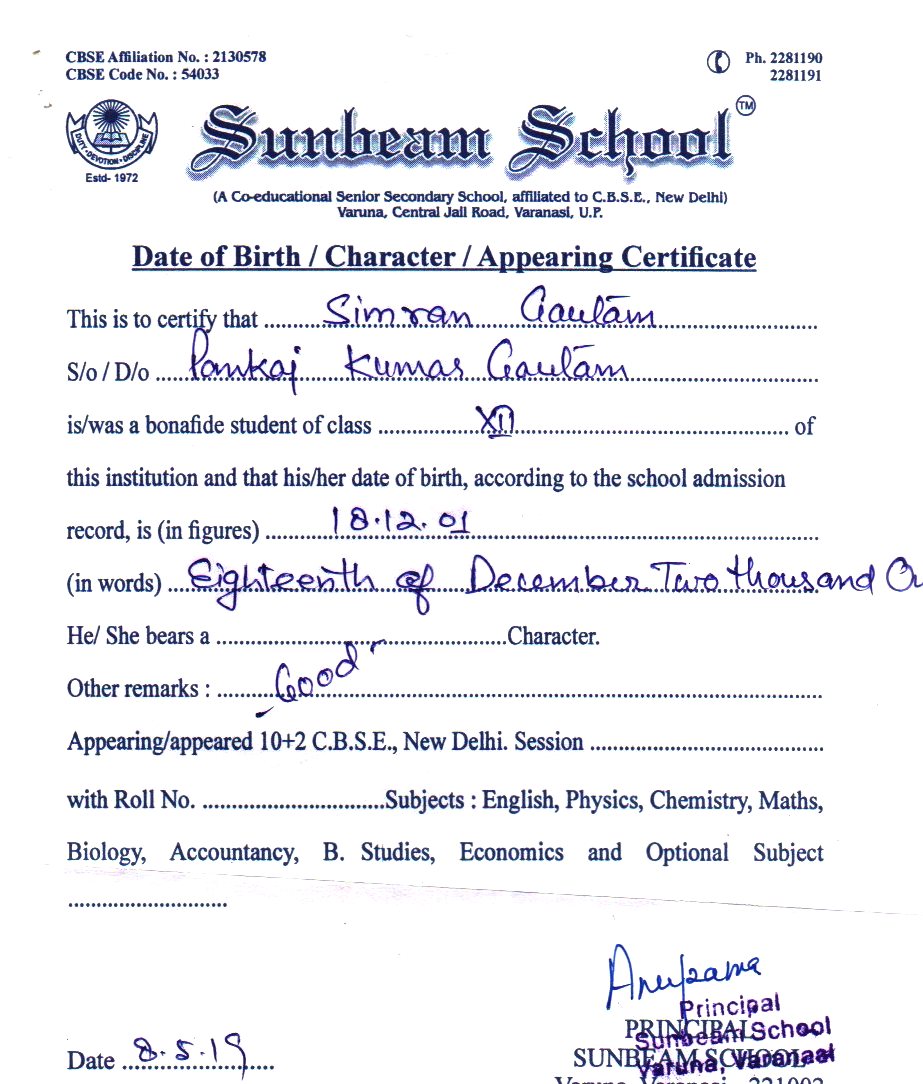 CBSE Affiliation No. : 2130578
CBSE Code No. : 54033
Ph. 2281190
2281191
DUTY · DEVOTION · DISCIPLINE
Estd- 1972
Sunbeam School TM
(A Co-educational Senior Secondary School, affiliated to C.B.S.E., New Delhi)
Varuna, Central Jail Road, Varanasi, U.P.
Date of Birth / Character / Appearing Certificate
This is to certify that Simran Gautam
S/o / D/o Pankaj Kumar Gautam
is/was a bonafide student of class XII of
this institution and that his/her date of birth, according to the school admission
record, is (in figures) 18.12.01
(in words) Eighteenth of December Two thousand
He/ She bears a ..............................Character.
Other remarks : Good
Appearing/appeared 10+2 C.B.S.E., New Delhi. Session ..............................
with Roll No. ..............................Subjects : English, Physics, Chemistry, Maths,
Biology, Accountancy, B. Studies, Economics and Optional Subject
..............................
Anupama
Principal
PRINCIPAL
Sunbeam School
Date 8.5.19
SUNBEAM SCHOOL
Varuna, Varanasi
Varuna, Varanasi - 221002